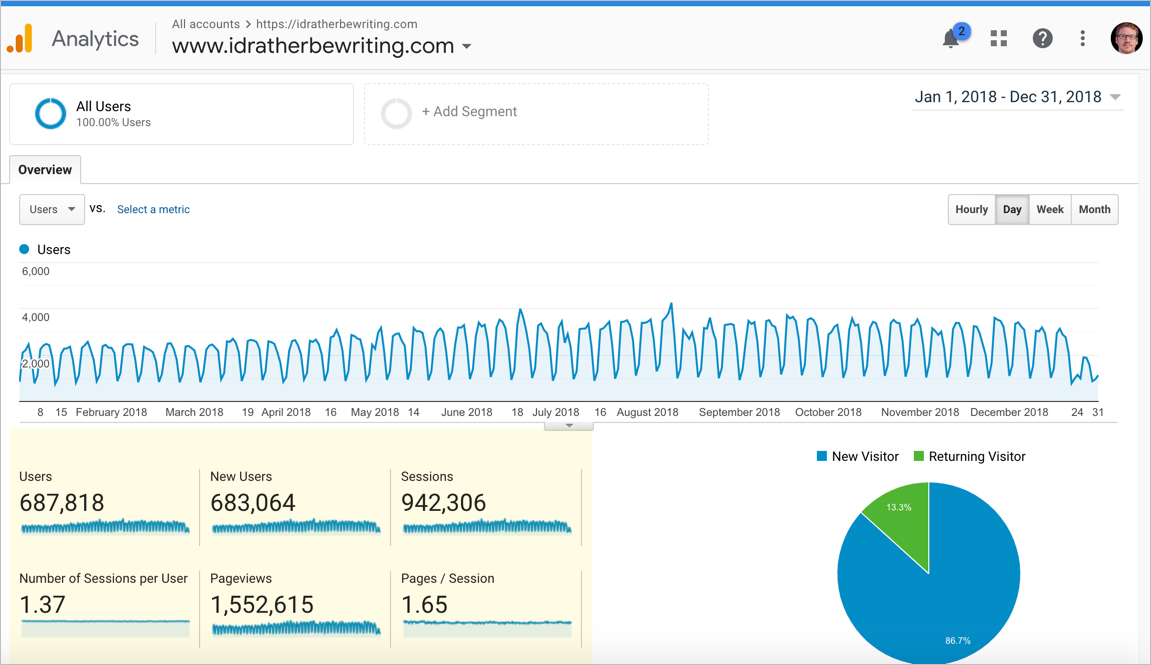 Analytics
All accounts > https://idratherbewriting.com
www.idratherbewriting.com
2
All Users
100.00% Users
+ Add Segment
Jan 1, 2018 - Dec 31, 2018
Overview
Users
vs.
Select a metric
Hourly Day Week Month
Users
6,000
4,000
2,000
8 15 February 2018 March 2018 19 April 2018 16 May 2018 14 June 2018 18 July 2018 16 August 2018 September 2018 October 2018 November 2018 December 2018 24 31
Users New Users Sessions
687,818 683,064 942,306
Number of Sessions per User Pageviews Pages / Session
1.37 1,552,615 1.65
New Visitor Returning Visitor
13.3%
86.7%